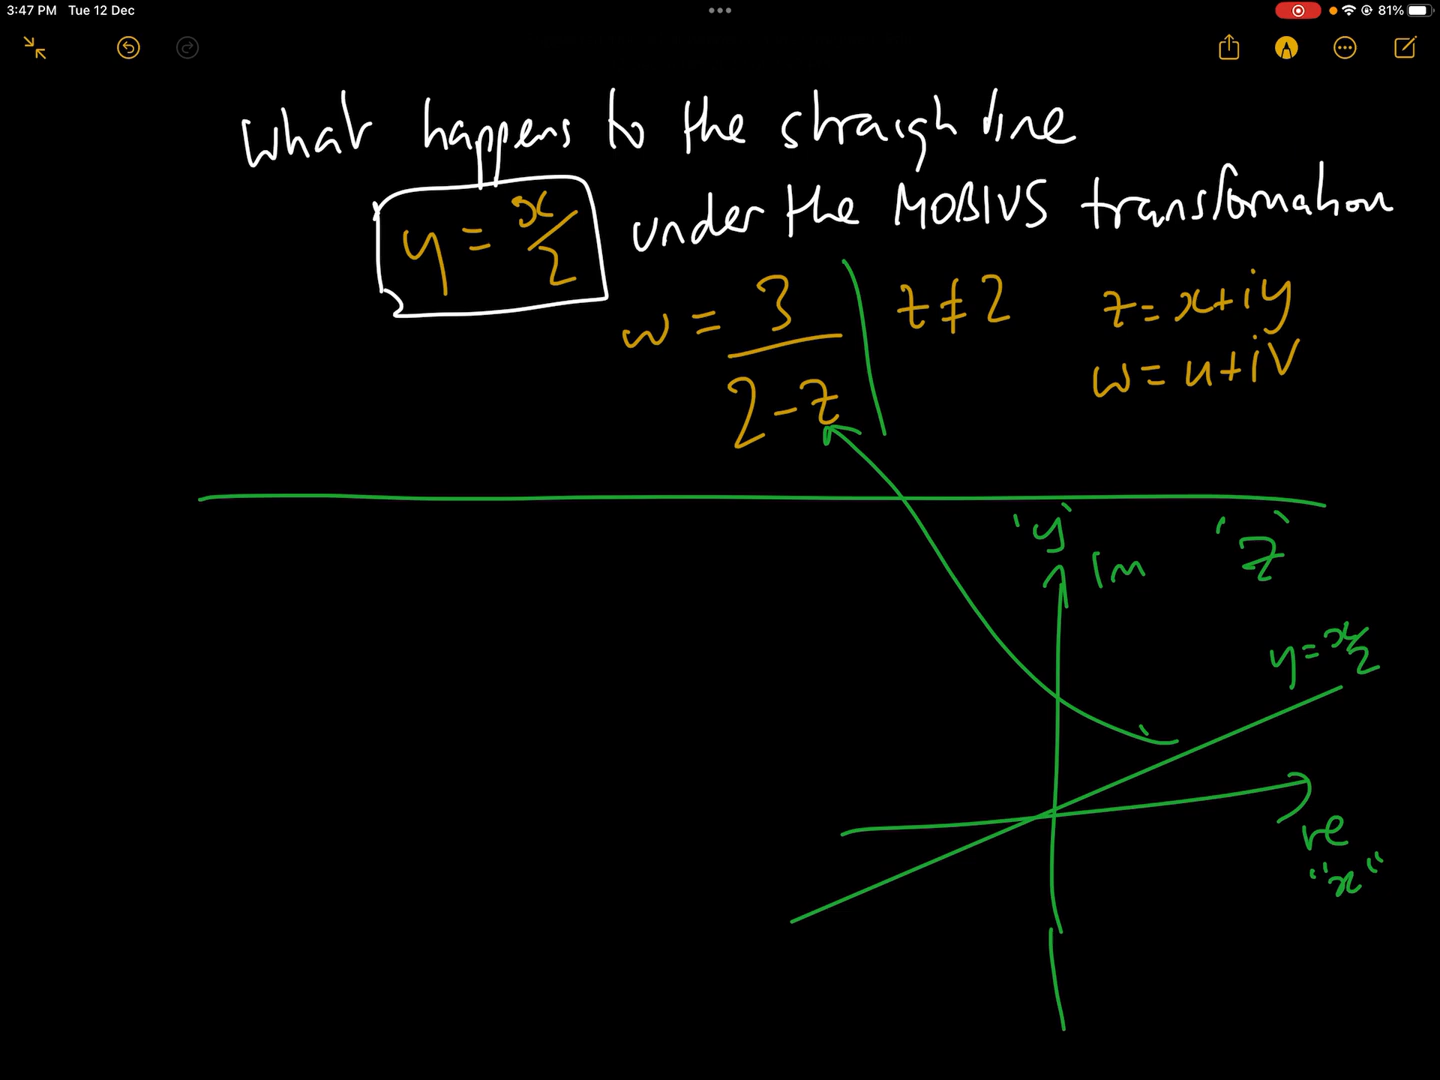 3:47 PM Tue 12 Dec
81%
What happens to the straigh line
y = x/2 under the MOBIUS transformation
w = 3/(2-z) z ≠ 2 z = x+iy
w = u+iv
'y' 'z'
Im
y = x/2
re
"x"